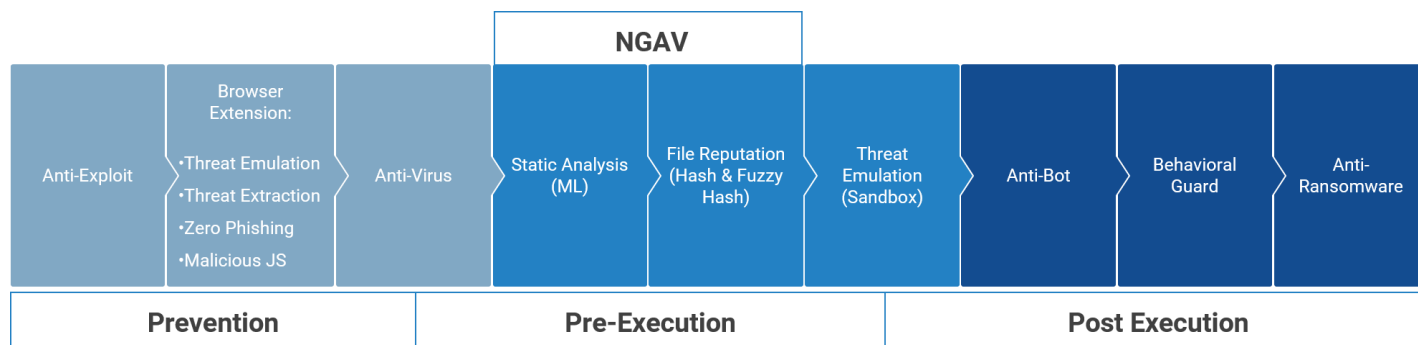 NGAV
Anti-Exploit
Browser
Extension:
•Threat Emulation
•Threat Extraction
•Zero Phishing
•Malicious JS
Anti-Virus
Static Analysis
(ML)
File Reputation
(Hash & Fuzzy
Hash)
Threat
Emulation
(Sandbox)
Anti-Bot
Behavioral
Guard
Anti-
Ransomware
Prevention
Pre-Execution
Post Execution